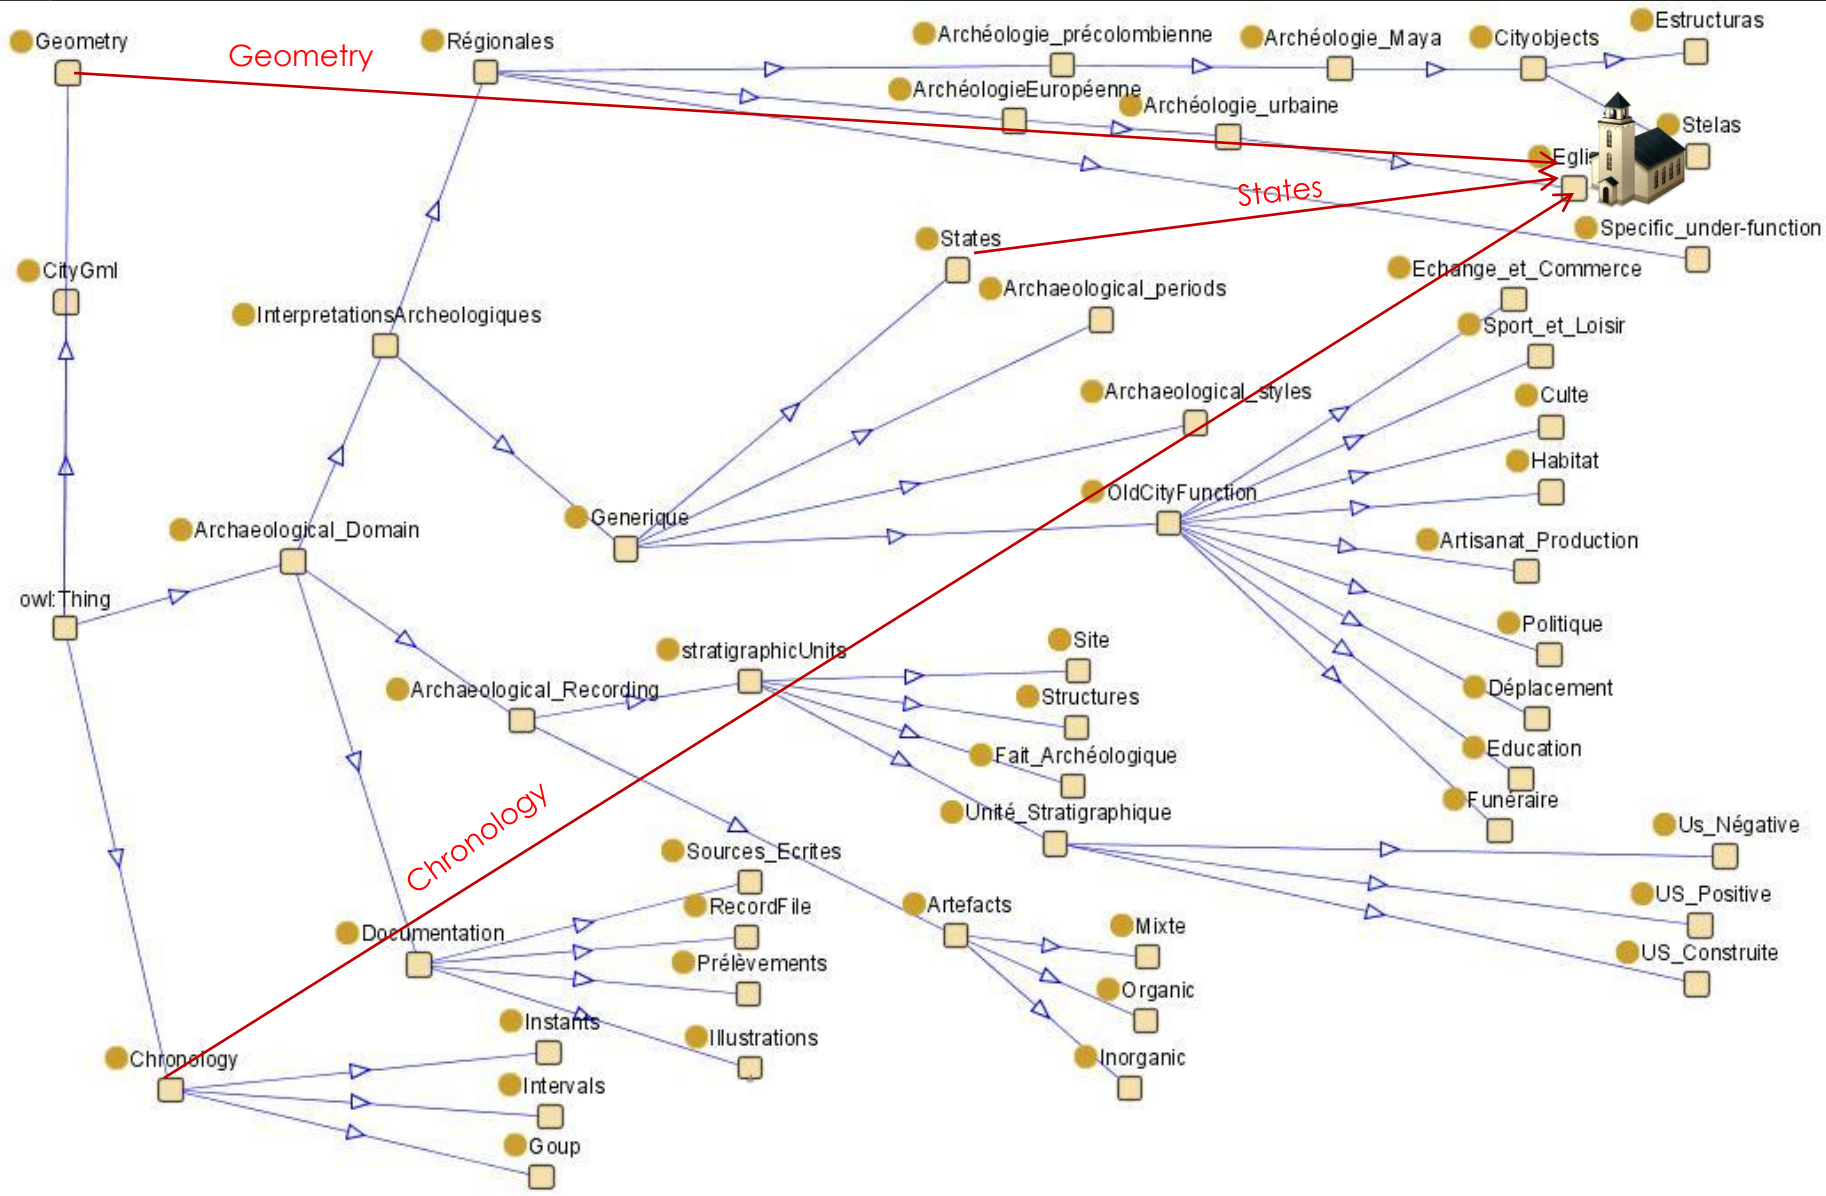 Geometry
Geometry
Régionales
Archéologie_précolombienne
Archéologie_Maya
Cityobjects
Estructuras
ArchéologieEuropéenne
Archéologie_urbaine
Stelas
Egli
States
Specific_under-function
States
CityGml
Archaeological_periods
Echange_et_Commerce
InterpretationsArcheologiques
Sport_et_Loisir
Archaeological_styles
Culte
Habitat
OldCityFunction
Generique
Archaeological_Domain
Artisanat_Production
owl:Thing
Politique
Site
stratigraphicUnits
Archaeological_Recording
Structures
Déplacement
Fait_Archéologique
Education
Funéraire
Chronology
Unité_Stratigraphique
Us_Négative
Sources_Ecrites
US_Positive
RecordFile
Artefacts
Mixte
Documentation
US_Construite
Prélèvements
Organic
Instants
Illustrations
Chronology
Inorganic
Intervals
Goup